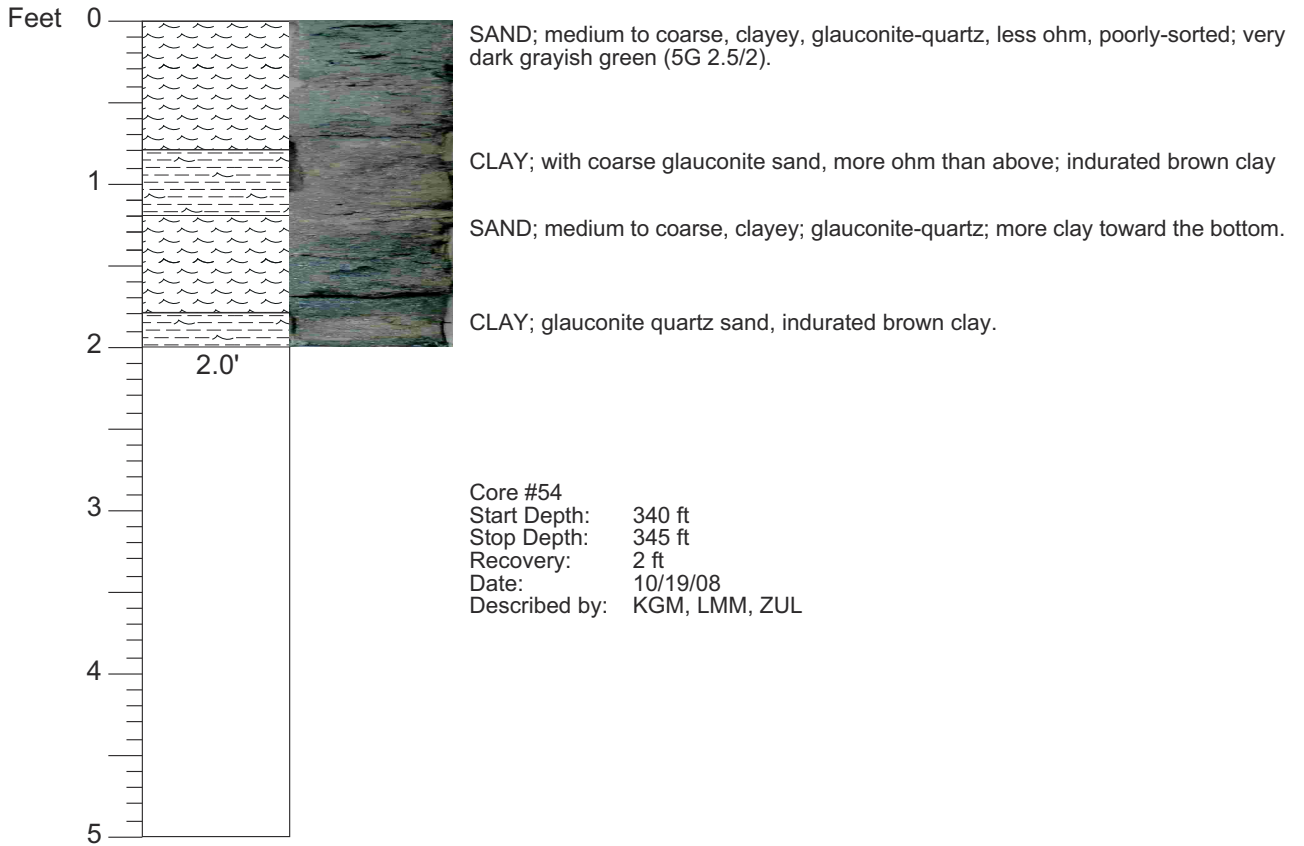 Feet 0
SAND; medium to coarse, clayey, glauconite-quartz, less ohm, poorly-sorted; very
dark grayish green (5G 2.5/2).
CLAY; with coarse glauconite sand, more ohm than above; indurated brown clay
1
SAND; medium to coarse, clayey; glauconite-quartz; more clay toward the bottom.
CLAY; glauconite quartz sand, indurated brown clay.
2
2.0'
3
Core #54
Start Depth: 340 ft
Stop Depth: 345 ft
Recovery: 2 ft
Date: 10/19/08
Described by: KGM, LMM, ZUL
4
5